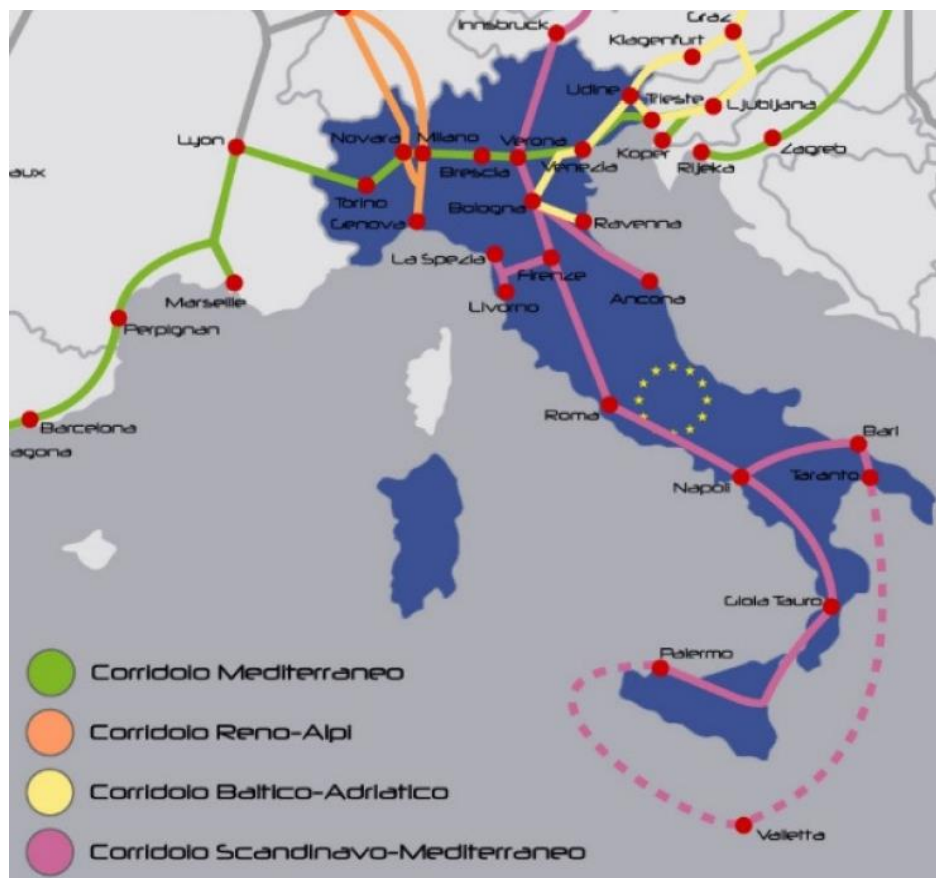 Innsbruck
Graz
Klagenfurt
Udine
Trieste
Ljubljana
Lyon
Novara
Milano
Verona
Venezia
Koper
Rijeka
Zagreb
aux
Brescia
Torino
Bologna
Genova
Ravenna
La Spezia
Firenze
Marseille
Livorno
Ancona
Perpignan
Roma
Barcelona
Bari
agona
Napoli
Taranto
Gioia Tauro
Palermo
Corridoio Mediterraneo
Corridoio Reno-Alpi
Corridoio Baltico-Adriatico
Valletta
Corridoio Scandinavo-Mediterraneo